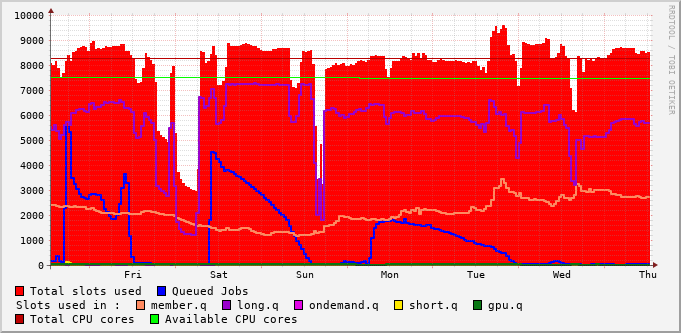 10000
9000
8000
7000
6000
5000
4000
3000
2000
1000
0
Fri Sat Sun Mon Tue Wed Thu
RRDTOOL / TOBI OETIKER
Total slots used Queued Jobs
Slots used in : member.q long.q ondemand.q short.q gpu.q
Total CPU cores Available CPU cores